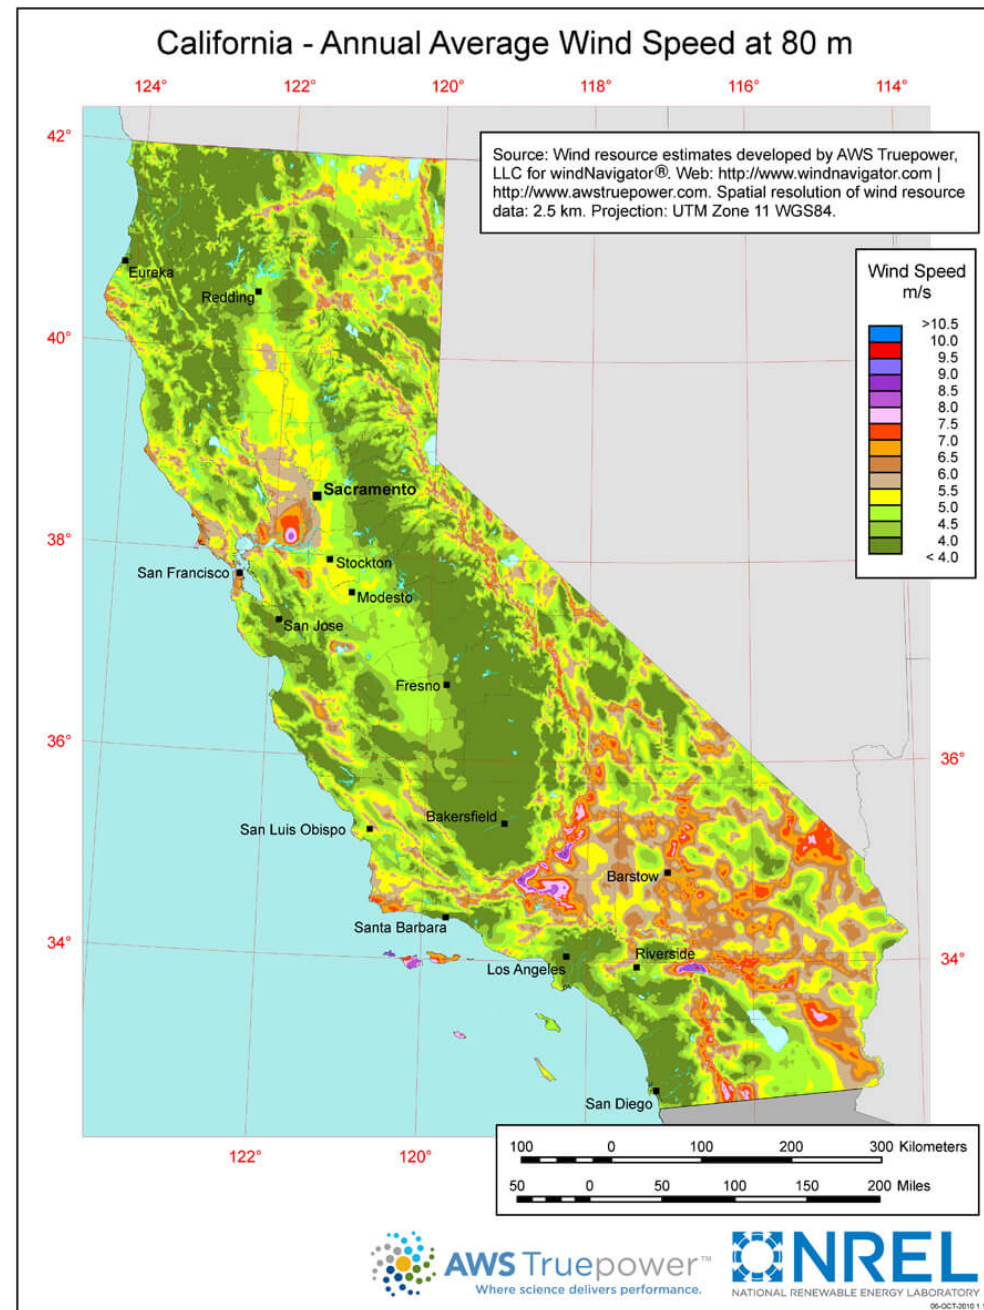 California - Annual Average Wind Speed at 80 m
124°
122°
120°
118°
116°
114°
42°
Source: Wind resource estimates developed by AWS Truepower,
LLC for windNavigator®. Web: http://www.windnavigator.com |
http://www.awstruepower.com. Spatial resolution of wind resource
data: 2.5 km. Projection: UTM Zone 11 WGS84.
Wind Speed
m/s
>10.5
10.0
9.5
9.0
8.5
8.0
7.5
7.0
6.5
6.0
5.5
5.0
4.5
4.0
< 4.0
Eureka
Redding
40°
Sacramento
38°
Stockton
San Francisco
Modesto
San Jose
Fresno
36°
36°
Bakersfield
San Luis Obispo
Barstow
Santa Barbara
34°
Riverside
34°
Los Angeles
San Diego
122°
120°
100 0 100 200 300 Kilometers
50 0 50 100 150 200 Miles
AWS Truepower™
Where science delivers performance.
NREL
NATIONAL RENEWABLE ENERGY LABORATORY